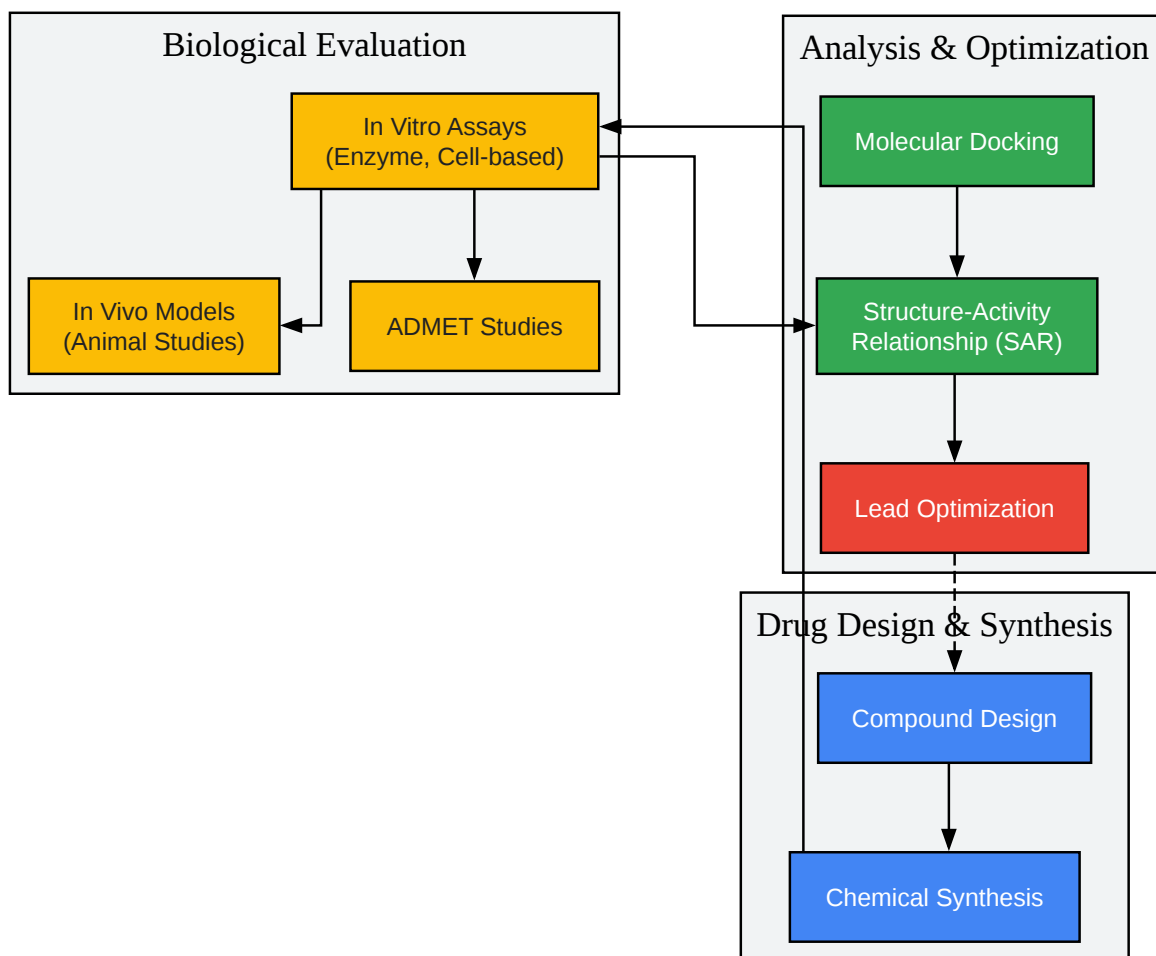 Biological Evaluation
In Vitro Assays
(Enzyme, Cell-based)
In Vivo Models
(Animal Studies)
ADMET Studies
Analysis & Optimization
Molecular Docking
Structure-Activity
Relationship (SAR)
Lead Optimization
Drug Design & Synthesis
Compound Design
Chemical Synthesis